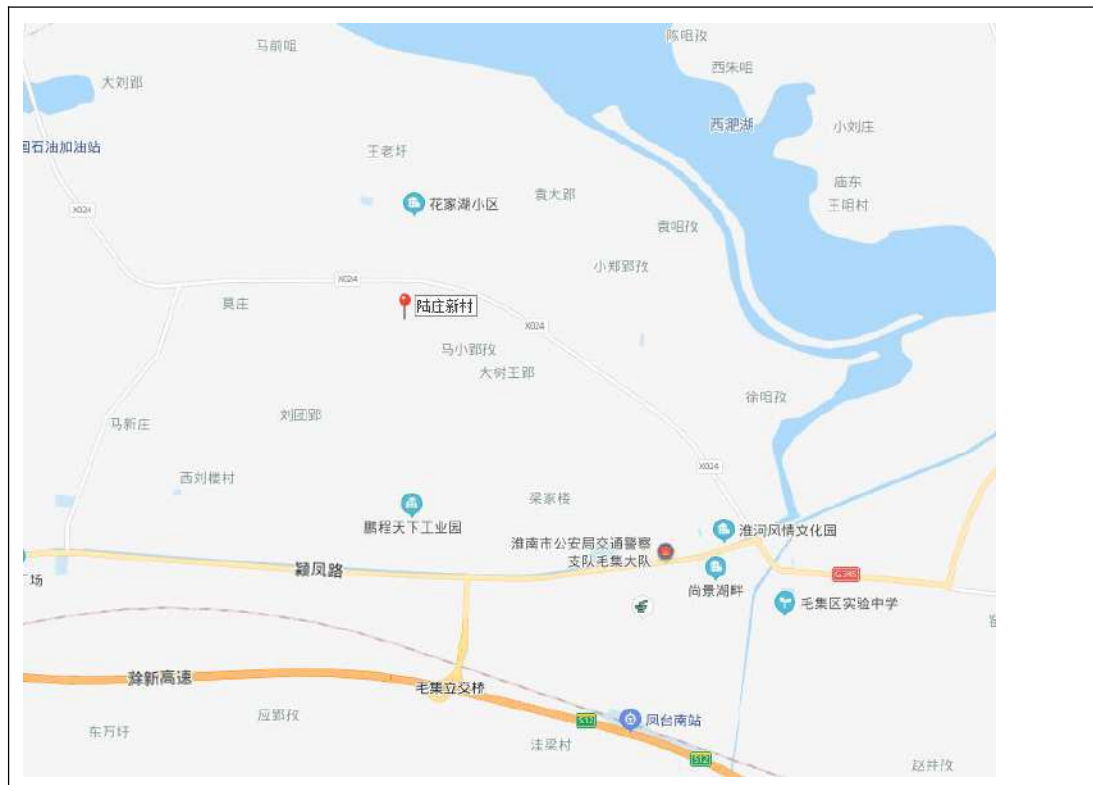 陈咀孜
马前咀
西朱咀
大刘郢
西淝湖
小刘庄
国石油加油站
王老圩
庙东
袁大郢
花家湖小区
王咀村
X024
袁咀孜
小郑郢孜
X024
莫庄
陆庄新村
X024
马小郢孜
大树王郢
徐咀孜
刘团郢
马新庄
X024
西刘楼村
梁家楼
鹏程天下工业园
淮河风情文化园
淮南市公安局交通警察
支队毛集大队
颍凤路
G345
广场
尚景湖畔
毛集区实验中学
滁新高速
毛集立交桥
应郢孜
S12
凤台南站
东万圩
洼梁村
S12
赵井孜